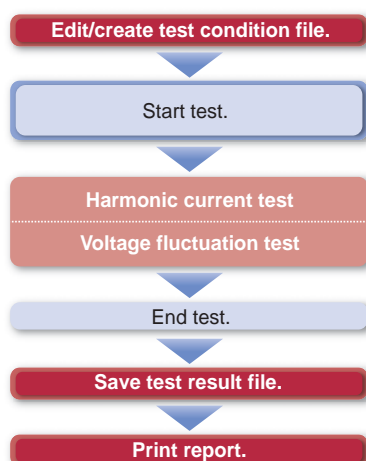 Edit/create test condition file.
Start test.
Harmonic current test
Voltage fluctuation test
End test.
Save test result file.
Print report.